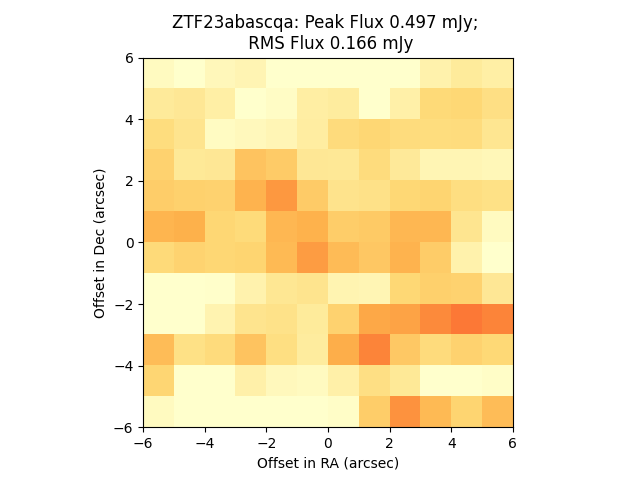 ZTF23abascqa: Peak Flux 0.497 mJy;
RMS Flux 0.166 mJy
6
4
2
0
−2
−4
−6
Offset in Dec (arcsec)
−6 −4 −2 0 2 4 6
Offset in RA (arcsec)